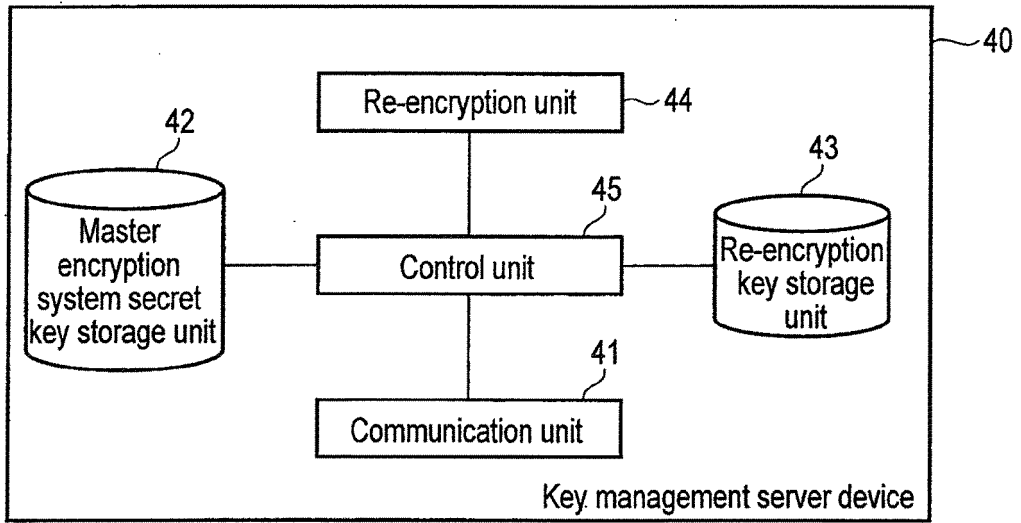 40
Re-encryption unit
44
42
43
45
Master
encryption
system secret
key storage unit
Control unit
Re-encryption
key storage
unit
41
Communication unit
Key management server device